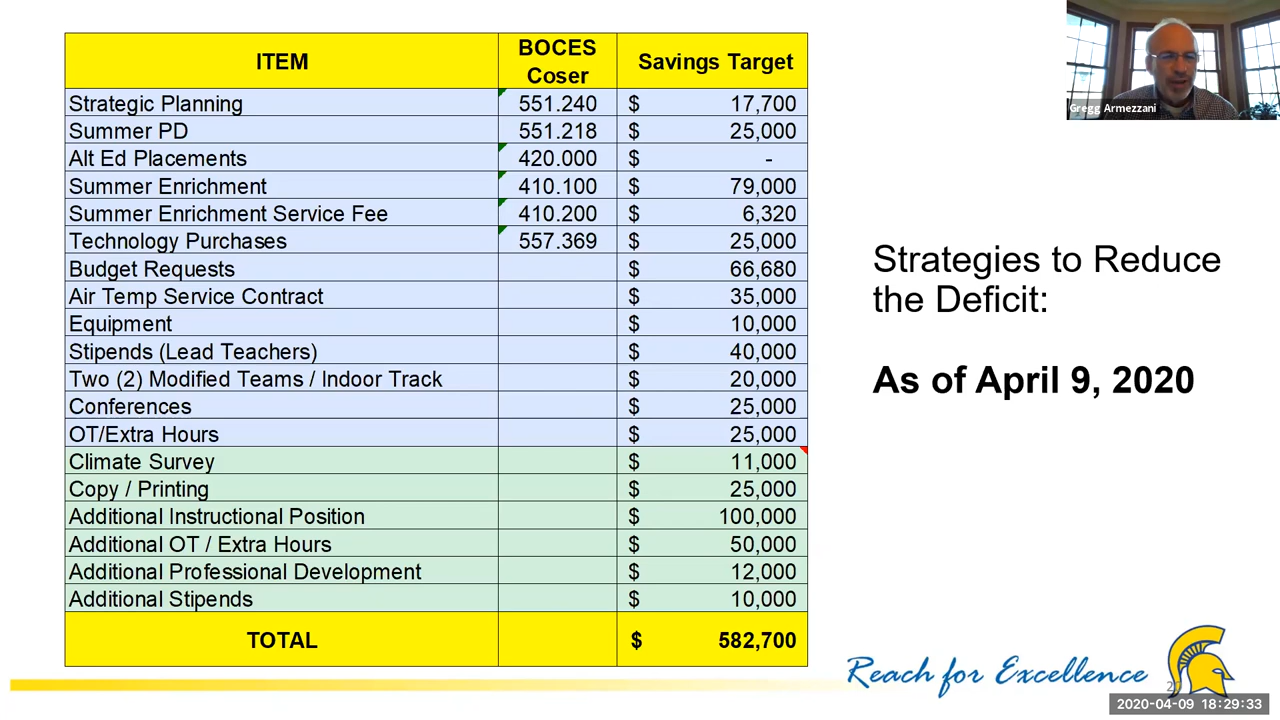 ITEM BOCES Coser Savings Target
Strategic Planning 551.240 $ 17,700
Summer PD 551.218 $ 25,000
Alt Ed Placements 420.000 $ -
Summer Enrichment 410.100 $ 79,000
Summer Enrichment Service Fee 410.200 $ 6,320
Technology Purchases 557.369 $ 25,000
Budget Requests $ 66,680
Air Temp Service Contract $ 35,000
Equipment $ 10,000
Stipends (Lead Teachers) $ 40,000
Two (2) Modified Teams / Indoor Track $ 20,000
Conferences $ 25,000
OT/Extra Hours $ 25,000
Climate Survey $ 11,000
Copy / Printing $ 25,000
Additional Instructional Position $ 100,000
Additional OT / Extra Hours $ 50,000
Additional Professional Development $ 12,000
Additional Stipends $ 10,000
TOTAL $ 582,700
Strategies to Reduce
the Deficit:
As of April 9, 2020
Gregg Armezzani
Reach for Excellence
2020-04-09 18:29:33